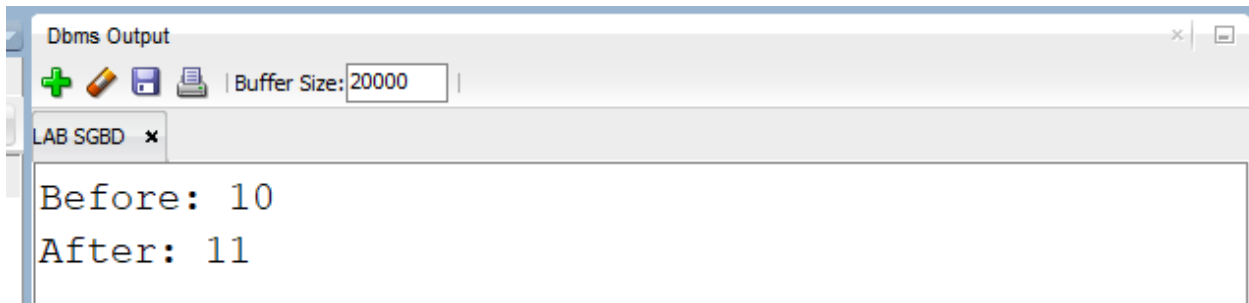 Dbms Output
Buffer Size: 20000
LAB SGBD
Before: 10
After: 11